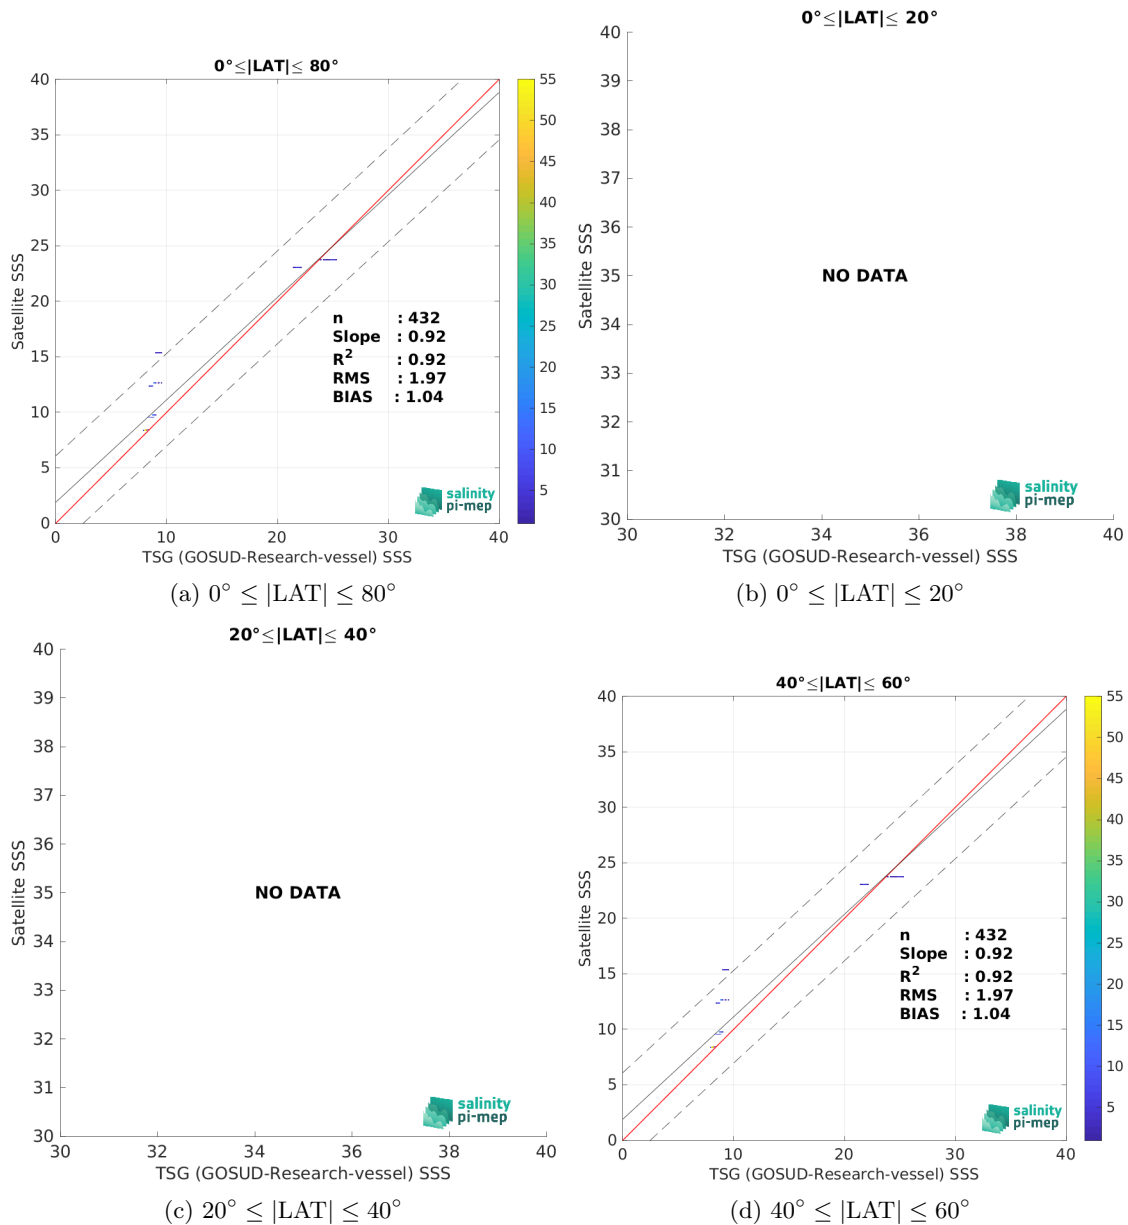 0°≤|LAT|≤ 80°
40
35
30
25
20
15
10
5
0
Satellite SSS
n : 432
Slope : 0.92
R² : 0.92
RMS : 1.97
BIAS : 1.04
salinity
pi-mep
0 10 20 30 40
TSG (GOSUD-Research-vessel) SSS
55
50
45
40
35
30
25
20
15
10
5
(a) 0° ≤ |LAT| ≤ 80°
0°≤|LAT|≤ 20°
40
39
38
37
36
35
34
33
32
31
30
Satellite SSS
NO DATA
salinity
pi-mep
30 32 34 36 38 40
TSG (GOSUD-Research-vessel) SSS
(b) 0° ≤ |LAT| ≤ 20°
20°≤|LAT|≤ 40°
40
39
38
37
36
35
34
33
32
31
30
Satellite SSS
NO DATA
salinity
pi-mep
30 32 34 36 38 40
TSG (GOSUD-Research-vessel) SSS
(c) 20° ≤ |LAT| ≤ 40°
40°≤|LAT|≤ 60°
40
35
30
25
20
15
10
5
0
Satellite SSS
n : 432
Slope : 0.92
R² : 0.92
RMS : 1.97
BIAS : 1.04
salinity
pi-mep
0 10 20 30 40
TSG (GOSUD-Research-vessel) SSS
55
50
45
40
35
30
25
20
15
10
5
(d) 40° ≤ |LAT| ≤ 60°